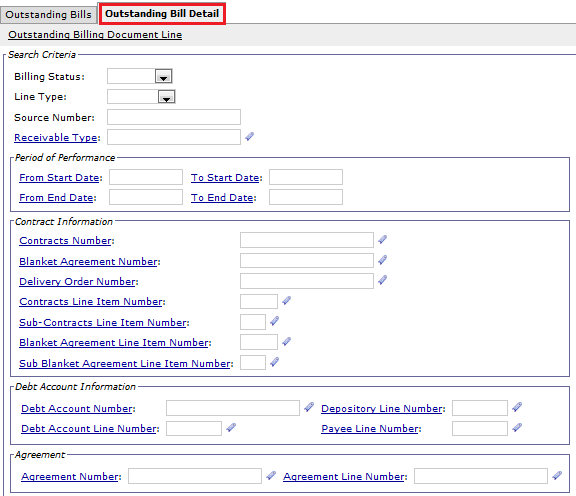 Outstanding Bills Outstanding Bill Detail
Outstanding Billing Document Line
Search Criteria
Billing Status:
Line Type:
Source Number:
Receivable Type:
Period of Performance
From Start Date: To Start Date:
From End Date: To End Date:
Contract Information
Contracts Number:
Blanket Agreement Number:
Delivery Order Number:
Contracts Line Item Number:
Sub-Contracts Line Item Number:
Blanket Agreement Line Item Number:
Sub Blanket Agreement Line Item Number:
Debt Account Information
Debt Account Number: Depository Line Number:
Debt Account Line Number: Payee Line Number:
Agreement
Agreement Number: Agreement Line Number: